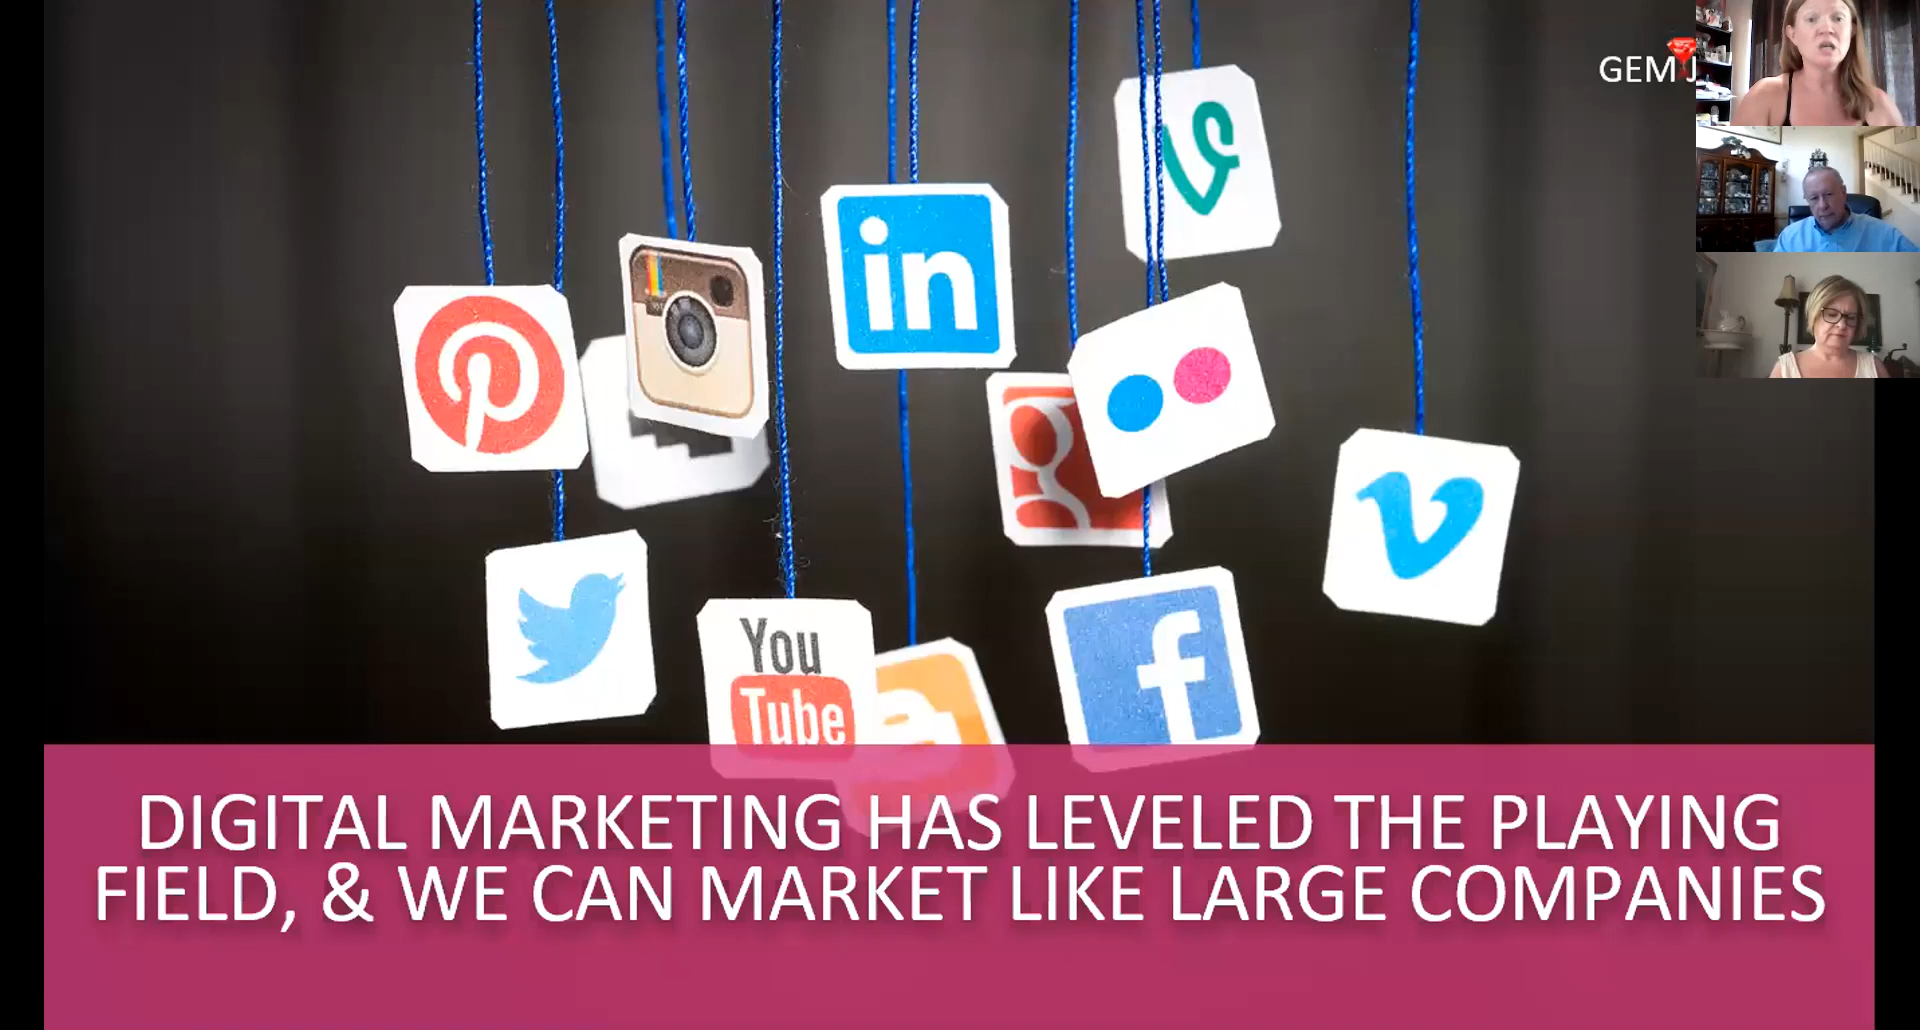 GEM J
in
You
Tube
f
DIGITAL MARKETING HAS LEVELED THE PLAYING
FIELD, & WE CAN MARKET LIKE LARGE COMPANIES